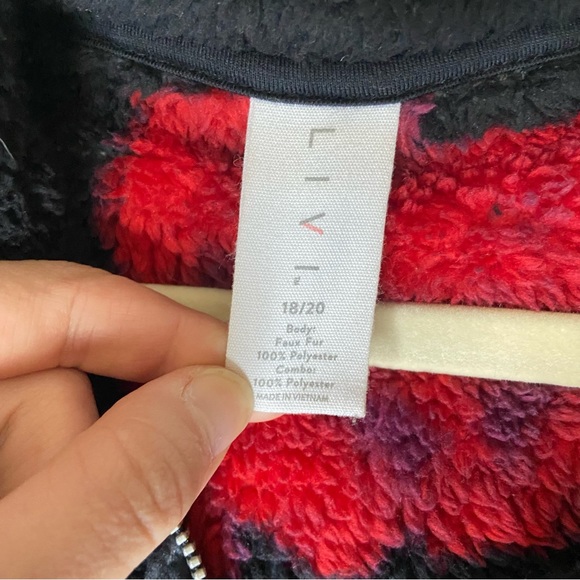 LIVI
18/20
Body:
Faux Fur
100% Polyester
Combo:
100% Polyester
MADE IN VIETNAM